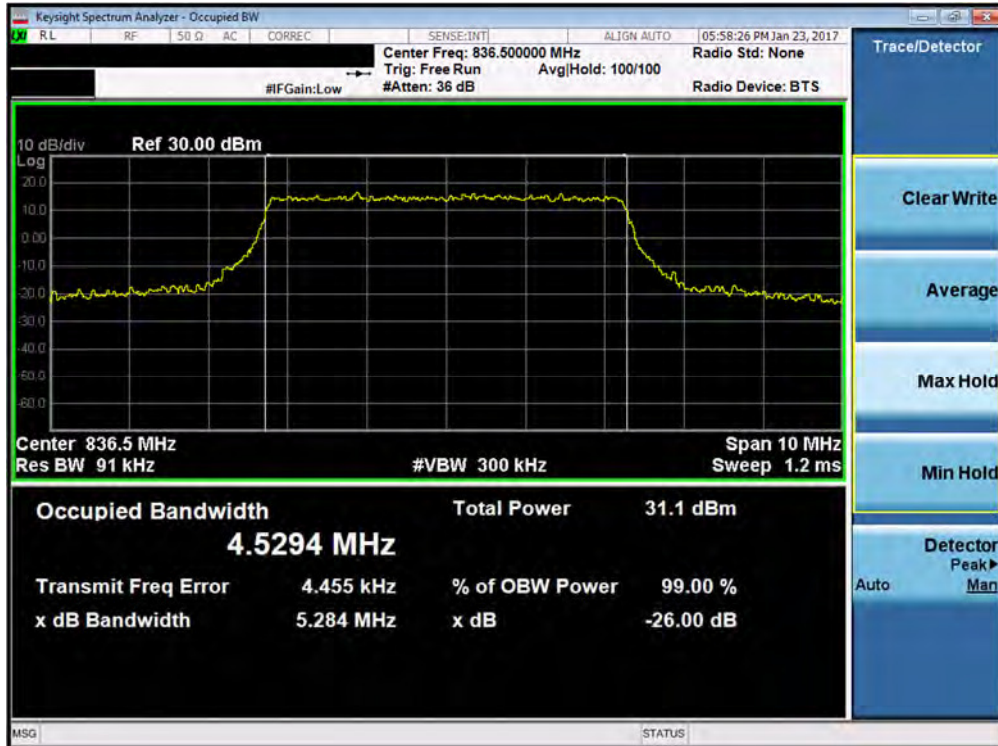 Keysight Spectrum Analyzer - Occupied BW
LXI RL RF 50 Ω AC CORREC SENSE:INT ALIGN AUTO 05:58:26 PM Jan 23, 2017
Center Freq: 836.500000 MHz Radio Std: None
Trig: Free Run Avg|Hold: 100/100
#IFGain:Low #Atten: 36 dB Radio Device: BTS
Trace/Detector
10 dB/div Ref 30.00 dBm
Log
20.0
10.0
0.00
-10.0
-20.0
-30.0
-40.0
-50.0
-60.0
Center 836.5 MHz Span 10 MHz
Res BW 91 kHz #VBW 300 kHz Sweep 1.2 ms
Occupied Bandwidth Total Power 31.1 dBm
4.5294 MHz
Transmit Freq Error 4.455 kHz % of OBW Power 99.00 %
x dB Bandwidth 5.284 MHz x dB -26.00 dB
Clear Write
Average
Max Hold
Min Hold
Detector
Peak▶
Auto Man
MSG STATUS